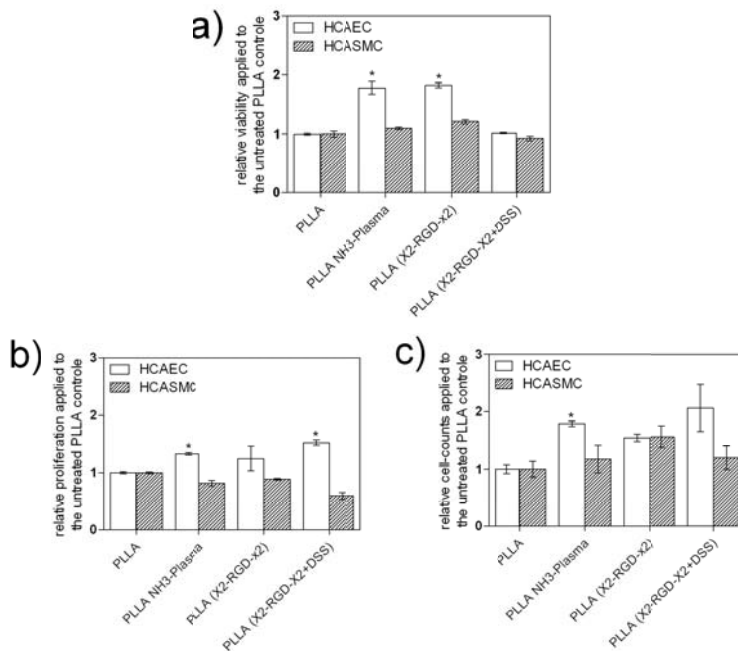 a)
relative viability applied to
the untreated PLLA controle
3
2
1
0
HCAEC
HCASMC
*
*
PLLA
PLLA NH3-Plasma
PLLA (X2-RGD-x2)
PLLA (X2-RGD-X2+DSS)
b)
relative proliferation applied to
the untreated PLLA controle
3
2
1
0
HCAEC
HCASMC
*
*
PLLA
PLLA NH3-Plasma
PLLA (X2-RGD-x2)
PLLA (X2-RGD-X2+DSS)
c)
relative cell-counts applied to
the untreated PLLA controle
3
2
1
0
HCAEC
HCASMC
*
PLLA
PLLA NH3-Plasma
PLLA (X2-RGD-x2)
PLLA (X2-RGD-X2+DSS)